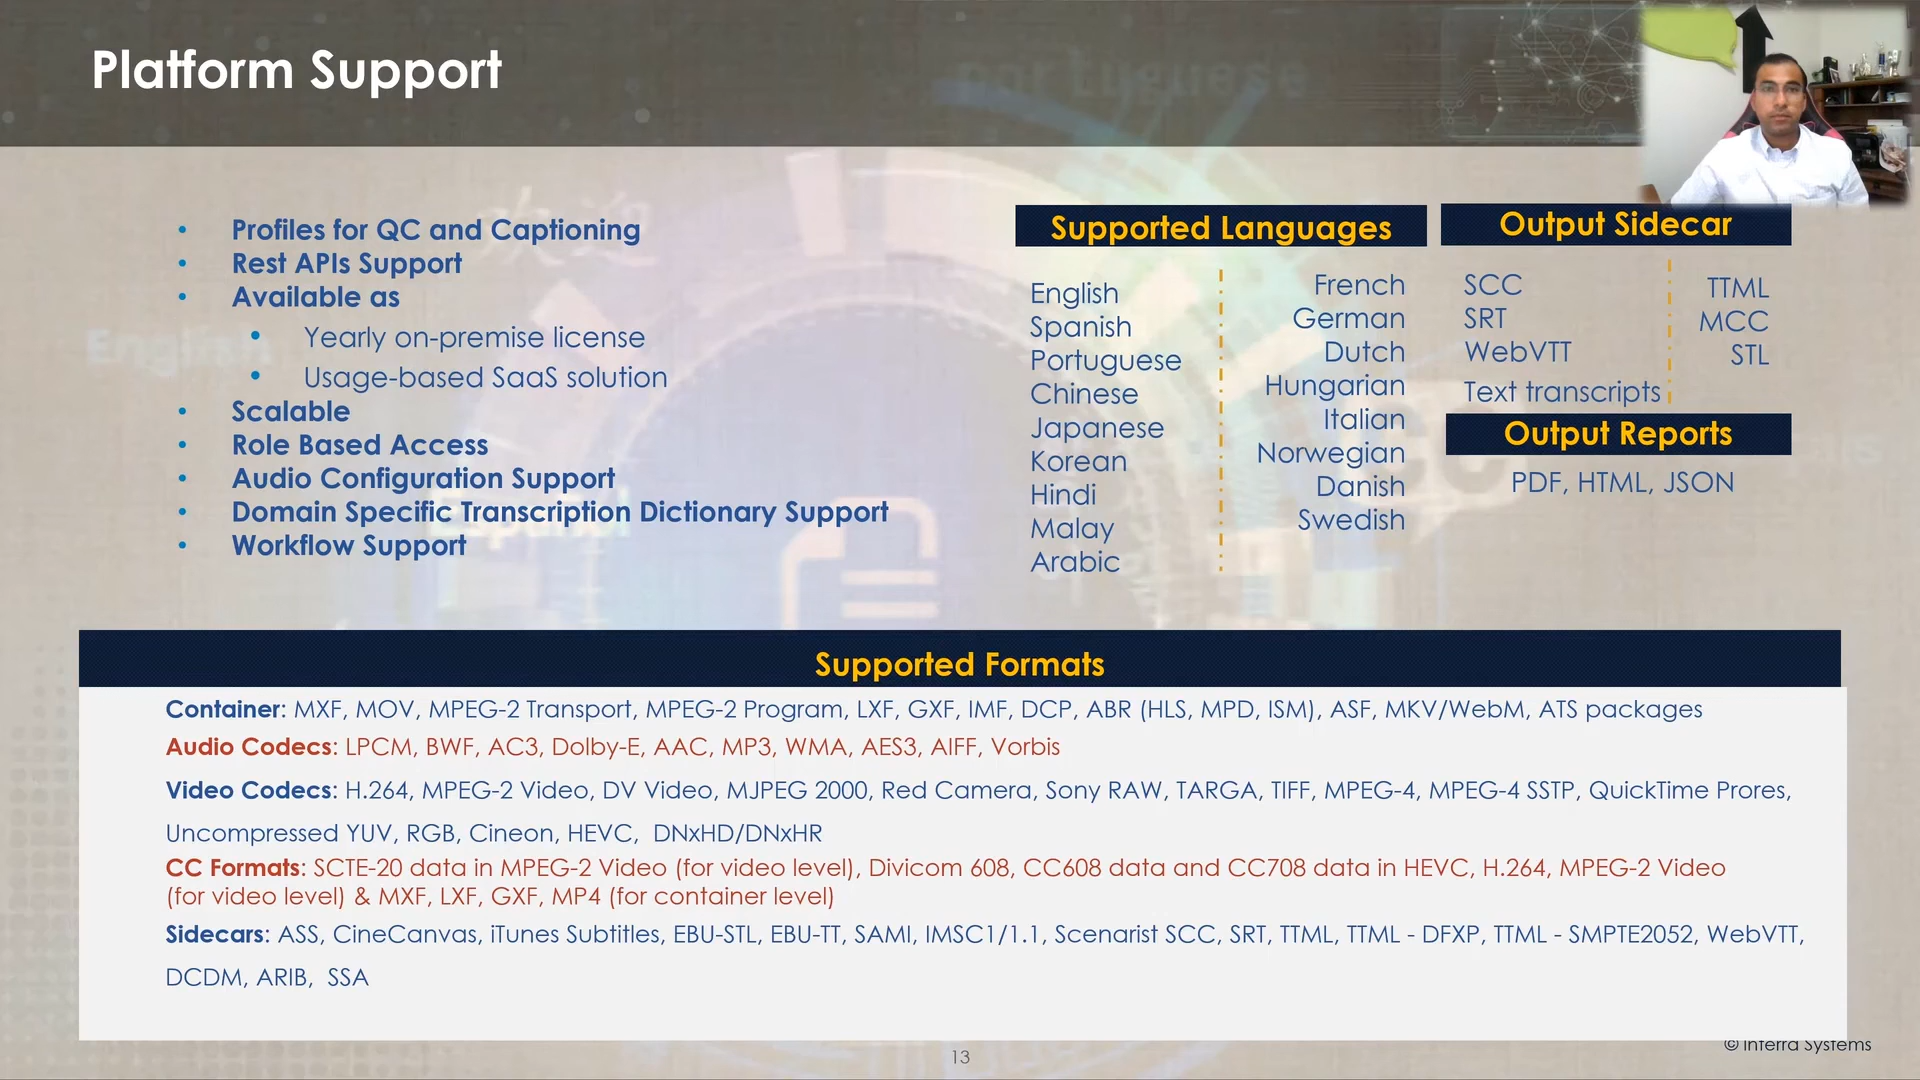 Platform Support
por Luguese
欢迎
English
Español
• Profiles for QC and Captioning
• Rest APIs Support
• Available as
• Yearly on-premise license
• Usage-based SaaS solution
• Scalable
• Role Based Access
• Audio Configuration Support
• Domain Specific Transcription Dictionary Support
• Workflow Support
Supported Languages
English
Spanish
Portuguese
Chinese
Japanese
Korean
Hindi
Malay
Arabic
French
German
Dutch
Hungarian
Italian
Norwegian
Danish
Swedish
Output Sidecar
SCC
SRT
WebVTT
Text transcripts
TTML
MCC
STL
Output Reports
PDF, HTML, JSON
Supported Formats
Container: MXF, MOV, MPEG-2 Transport, MPEG-2 Program, LXF, GXF, IMF, DCP, ABR (HLS, MPD, ISM), ASF, MKV/WebM, ATS packages
Audio Codecs: LPCM, BWF, AC3, Dolby-E, AAC, MP3, WMA, AES3, AIFF, Vorbis
Video Codecs: H.264, MPEG-2 Video, DV Video, MJPEG 2000, Red Camera, Sony RAW, TARGA, TIFF, MPEG-4, MPEG-4 SSTP, QuickTime Prores,
Uncompressed YUV, RGB, Cineon, HEVC, DNxHD/DNxHR
CC Formats: SCTE-20 data in MPEG-2 Video (for video level), Divicom 608, CC608 data and CC708 data in HEVC, H.264, MPEG-2 Video
(for video level) & MXF, LXF, GXF, MP4 (for container level)
Sidecars: ASS, CineCanvas, iTunes Subtitles, EBU-STL, EBU-TT, SAMI, IMSC1/1.1, Scenarist SCC, SRT, TTML, TTML - DFXP, TTML - SMPTE2052, WebVTT,
DCDM, ARIB, SSA
13
© Interra Systems